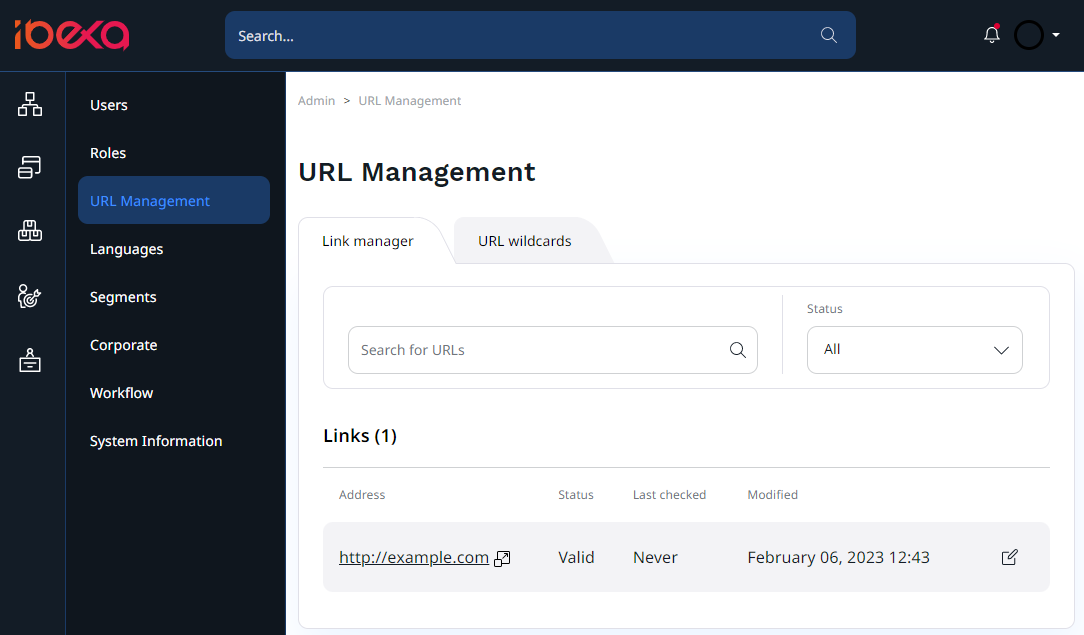 ibexa
Search...
Users
Roles
URL Management
Languages
Segments
Corporate
Workflow
System Information
Admin > URL Management
URL Management
Link manager URL wildcards
Status
Search for URLs All
Links (1)
Address Status Last checked Modified
http://example.com Valid Never February 06, 2023 12:43